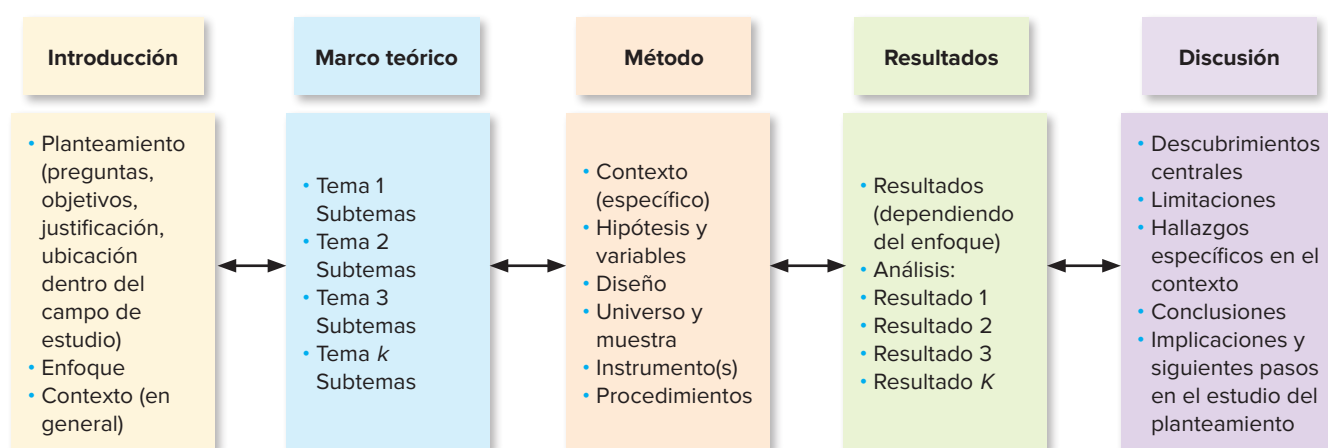 Introducción
Marco teórico
Método
Resultados
Discusión
• Planteamiento
(preguntas,
objetivos,
justificación,
ubicación
dentro del
campo de
estudio)
• Enfoque
• Contexto (en
general)
• Tema 1
Subtemas
• Tema 2
Subtemas
• Tema 3
Subtemas
• Tema k
Subtemas
• Contexto
(específico)
• Hipótesis y
variables
• Diseño
• Universo y
muestra
• Instrumento(s)
• Procedimientos
• Resultados
(dependiendo
del enfoque)
• Análisis:
• Resultado 1
• Resultado 2
• Resultado 3
• Resultado K
• Descubrimientos
centrales
• Limitaciones
• Hallazgos
específicos en el
contexto
• Conclusiones
• Implicaciones y
siguientes pasos
en el estudio del
planteamiento